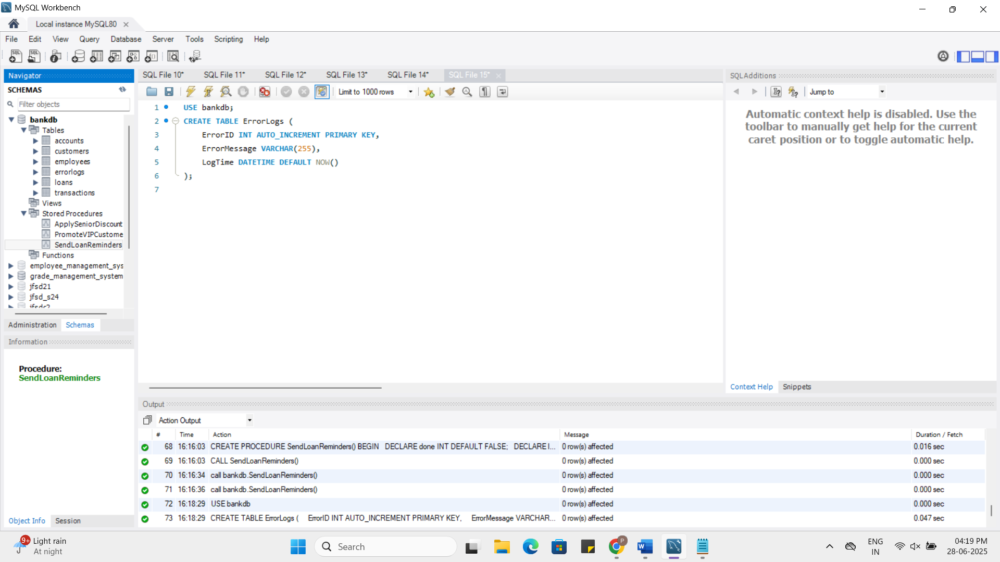 MySQL Workbench
Local instance MySQL80
File Edit View Query Database Server Tools Scripting Help
Navigator
SCHEMAS
Filter objects
bankdb
Tables
accounts
customers
employees
errorlogs
loans
transactions
Views
Stored Procedures
ApplySeniorDiscount
PromoteVIPCustome
SendLoanReminders
Functions
employee_management_sys
grade_management_system
jfsd21
jfsd_s24
jfsdc2
Administration Schemas
Information
Procedure:
SendLoanReminders
Object Info Session
SQL File 10* SQL File 11* SQL File 12* SQL File 13* SQL File 14* SQL File 15*
Limit to 1000 rows
1 USE bankdb;
2 CREATE TABLE ErrorLogs (
3 ErrorID INT AUTO_INCREMENT PRIMARY KEY,
4 ErrorMessage VARCHAR(255),
5 LogTime DATETIME DEFAULT NOW()
6 );
7
SQLAdditions
Jump to
Automatic context help is disabled. Use the
toolbar to manually get help for the current
caret position or to toggle automatic help.
Context Help Snippets
Output
Action Output
# Time Action Message Duration / Fetch
68 16:16:03 CREATE PROCEDURE SendLoanReminders() BEGIN DECLARE done INT DEFAULT FALSE; DECLARE l... 0 row(s) affected 0.016 sec
69 16:16:03 CALL SendLoanReminders() 0 row(s) affected 0.000 sec
70 16:16:34 call bankdb.SendLoanReminders() 0 row(s) affected 0.000 sec
71 16:16:36 call bankdb.SendLoanReminders() 0 row(s) affected 0.000 sec
72 16:18:29 USE bankdb 0 row(s) affected 0.000 sec
73 16:18:29 CREATE TABLE ErrorLogs ( ErrorID INT AUTO_INCREMENT PRIMARY KEY, ErrorMessage VARCHAR... 0 row(s) affected 0.047 sec
9+
Light rain
At night
Search
P
ENG
IN
04:19 PM
28-06-2025